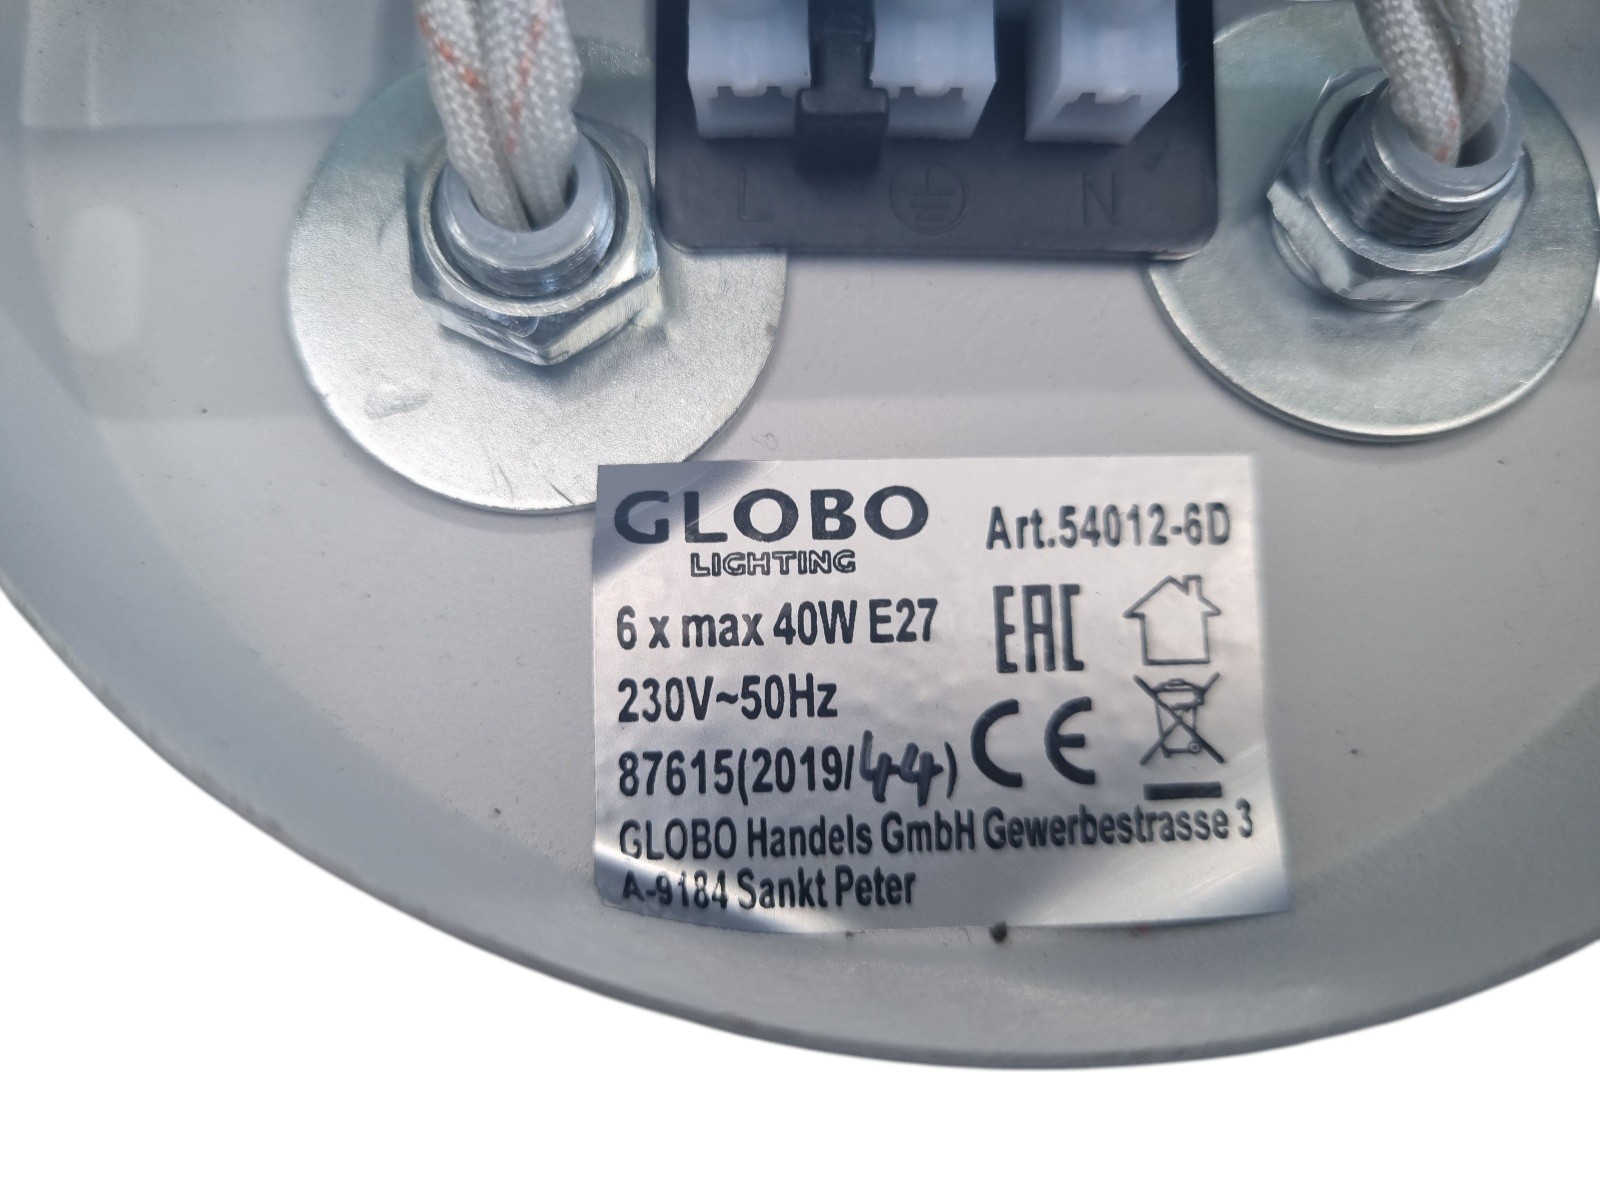 L N
GLOBO
LIGHTING
Art.54012-6D
6 x max 40W E27
EAC
230V~50Hz
CE
87615(2019/44)
GLOBO Handels GmbH Gewerbestrasse 3
A-9184 Sankt Peter